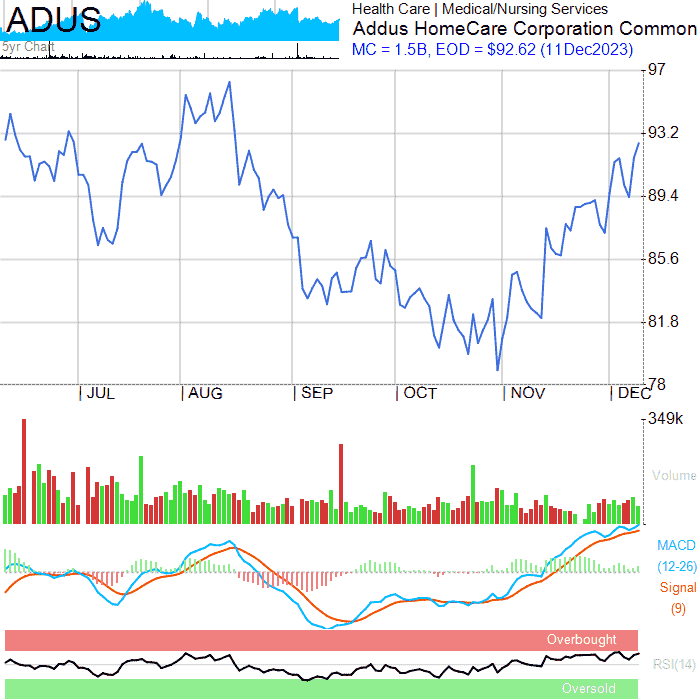 ADUS
5yr Chart
Health Care | Medical/Nursing Services
Addus HomeCare Corporation Common
MC = 1.5B, EOD = $92.62 (11Dec2023)
97
93.2
89.4
85.6
81.8
78
JUL AUG SEP OCT NOV DEC
349k
Volume
MACD
(12-26)
Signal
(9)
Overbought
RSI(14)
Oversold